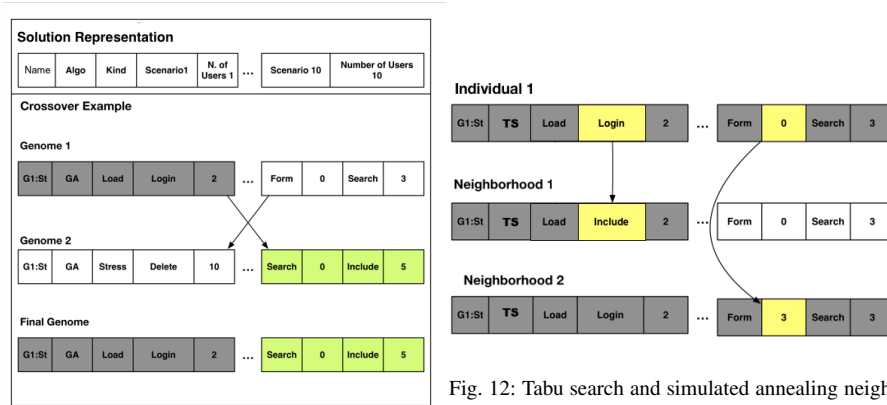 Solution Representation
Name Algo Kind Scenario1 N. of Users 1 ... Scenario 10 Number of Users 10
Crossover Example
Genome 1
G1:St GA Load Login 2 ... Form 0 Search 3
Genome 2
G1:St GA Stress Delete 10 ... Search 0 Include 5
Final Genome
G1:St GA Load Login 2 ... Search 0 Include 5
Individual 1
G1:St TS Load Login 2 ... Form 0 Search 3
Neighborhood 1
G1:St TS Load Include 2 ... Form 0 Search 3
Neighborhood 2
G1:St TS Load Login 2 ... Form 3 Search 3
Fig. 12: Tabu search and simulated annealing neigh